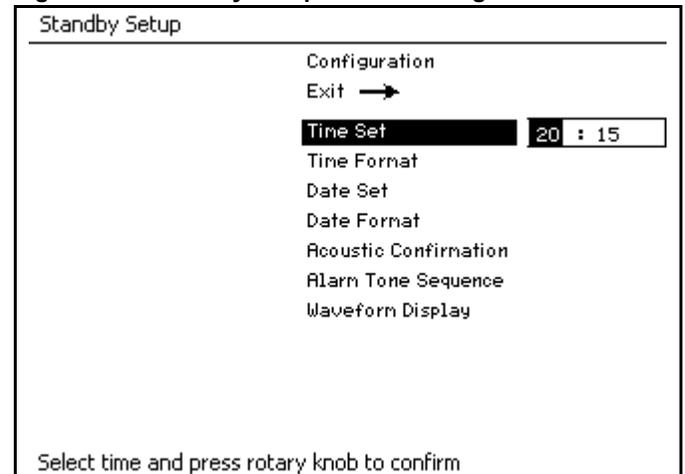 Standby Setup
Configuration
Exit
Time Set 20 : 15
Time Format
Date Set
Date Format
Acoustic Confirmation
Alarm Tone Sequence
Waveform Display
Select time and press rotary knob to confirm